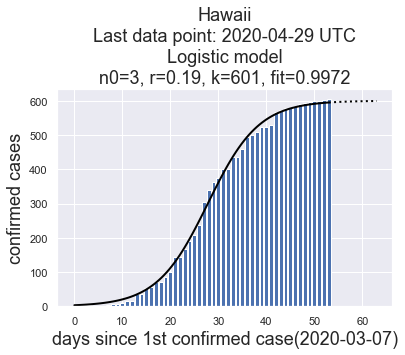 Hawaii
Last data point: 2020-04-29 UTC
Logistic model
n0=3, r=0.19, k=601, fit=0.9972
600
500
400
300
200
100
0
confirmed cases
0 10 20 30 40 50 60
days since 1st confirmed case(2020-03-07)